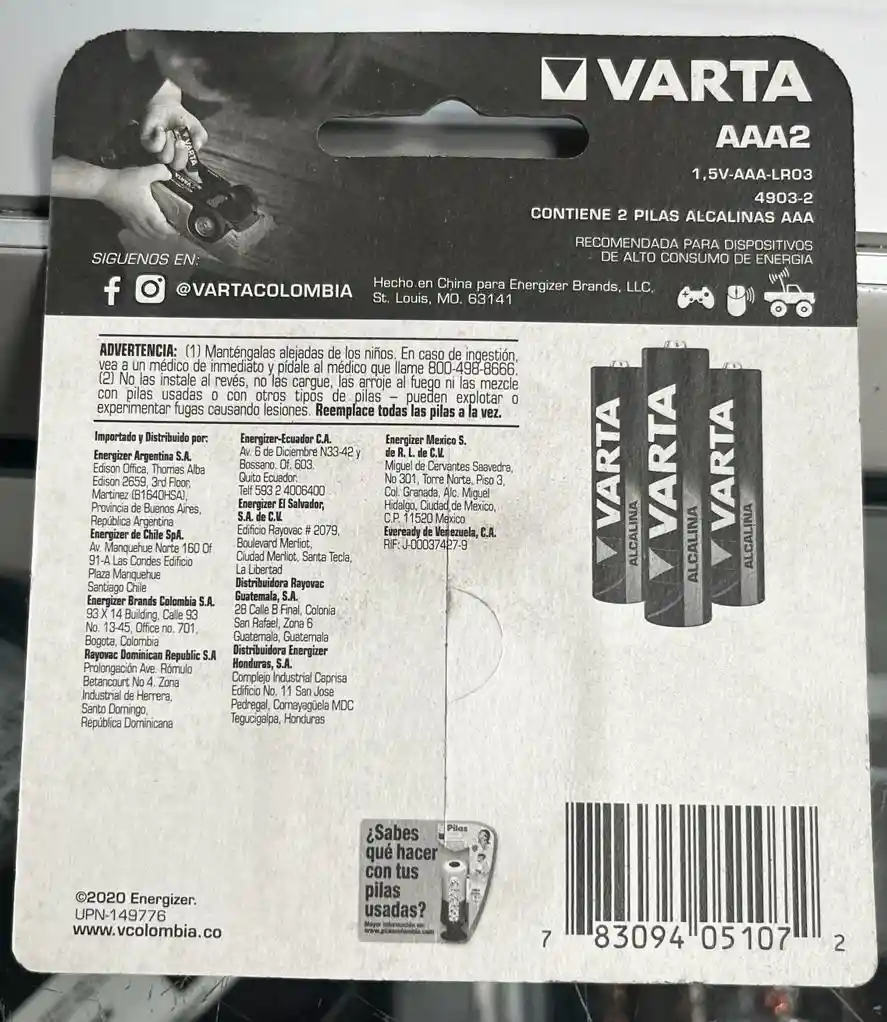 VARTA
AAA2
1,5V-AAA-LR03
4903-2
CONTIENE 2 PILAS ALCALINAS AAA
RECOMENDADA PARA DISPOSITIVOS
DE ALTO CONSUMO DE ENERGIA
VARTA
VARTA
SIGUENOS EN:
@VARTACOLOMBIA
Hecho en China para Energizer Brands, LLC,
St. Louis, MO. 63141
ADVERTENCIA: (1) Manténgalas alejadas de los niños. En caso de ingestión,
vea a un médico de inmediato y pídale al médico que llame 800-498-8666.
(2) No las instale al revés, no las cargue, las arroje al fuego ni las mezcle
con pilas usadas o con otros tipos de pilas – pueden explotar o
experimentar fugas causando lesiones. Reemplace todas las pilas a la vez.
Importado y Distribuido por:
Energizer Argentina S.A.
Edison Office, Thomas Alba
Edison 2659, 3rd Floor,
Martinez (B1640HSA),
Provincia de Buenos Aires,
República Argentina
Energizer de Chile SpA.
Av. Manquehue Norte 160 Of
91-A Las Condes Edificio
Plaza Manquehue
Santiago Chile
Energizer Brands Colombia S.A.
93 X 14 Building, Calle 93
No. 13-45, Office no. 701,
Bogota, Colombia
Rayovac Dominican Republic S.A
Prolongación Ave. Rómulo
Betancourt No 4. Zona
Industrial de Herrera,
Santo Domingo,
República Dominicana
Energizer-Ecuador C.A.
Av. 6 de Diciembre N33-42 y
Bossano. Of. 603.
Quito Ecuador.
Telf 593 2 4006400
Energizer El Salvador,
S.A. de C.V.
Edificio Rayovac # 2079,
Boulevard Merliot,
Ciudad Merliot, Santa Tecla,
La Libertad
Distribuidora Rayovac
Guatemala, S.A.
28 Calle B Final, Colonia
San Rafael, Zona 6
Guatemala, Guatemala
Distribuidora Energizer
Honduras, S.A.
Complejo Industrial Caprisa
Edificio No. 11 San Jose
Pedregal, Comayagüela MDC
Tegucigalpa, Honduras
Energizer Mexico S.
de R. L. de C.V.
Miguel de Cervantes Saavedra,
No 301, Torre Norte, Piso 3,
Col. Granada, Alc. Miguel
Hidalgo, Ciudad de Mexico,
C.P. 11520 Mexico
Eveready de Venezuela, C.A.
RIF: J-00037427-9
VARTA
ALCALINA
VARTA
ALCALINA
VARTA
ALCALINA
¿Sabes
qué hacer
con tus
pilas
usadas?
Mayor información en:
www.pilascolombia.com
Pilas
©2020 Energizer.
UPN-149776
www.vcolombia.co
7 83094 05107 2